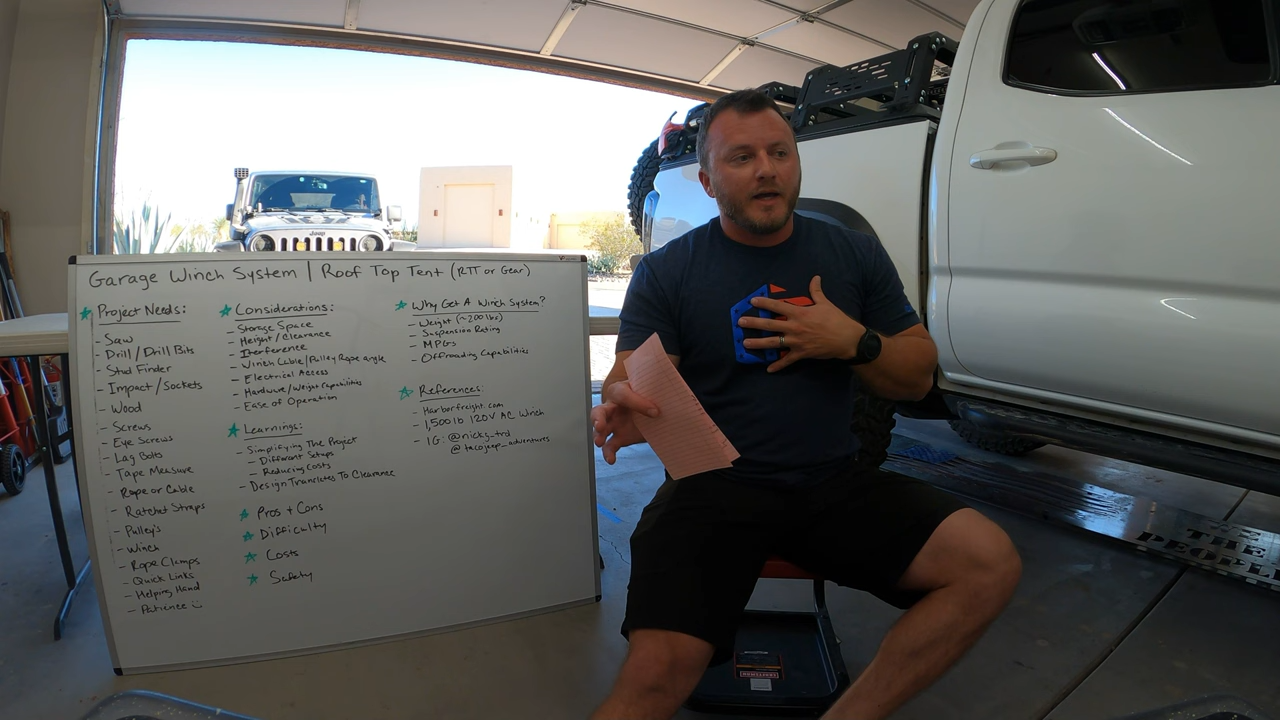 Garage Winch System | Roof Top Tent (RTT or Gear)
☆ Project Needs:
- Saw
- Drill/Drill Bits
- Stud Finder
- Impact/Sockets
- Wood
- Screws
- Eye Screws
- Lag Bolts
- Tape Measure
- Rope or Cable
- Ratchet Straps
- Pulley's
- Winch
- Rope Clamps
- Quick Links
- Helping Hand
- Patience
☆ Considerations:
- Storage Space
- Height/Clearance
- Winch Cable/Pulley Rope angle
- Electrical Access
- Hardware/Weight Capabilities
- Ease of Operation
☆ Learnings:
- Simplifying The Project
- Different Setups
- Reducing Costs
- Design Translates To Clearance
☆ Pros + Cons
☆ Difficulty
☆ Costs
☆ Safety
☆ Why Get A Winch System?
- Weight (~200 lbs)
- Suspension Rating
- MPGs
- Offroading Capabilities
☆ References:
- Harborfreight.com
- 1,500 lb 120V AC Winch
- IG: @nickg_trd
@tacojeep_adventures
Jeep
WE
THE
PEOPLE
CRAFTSMAN